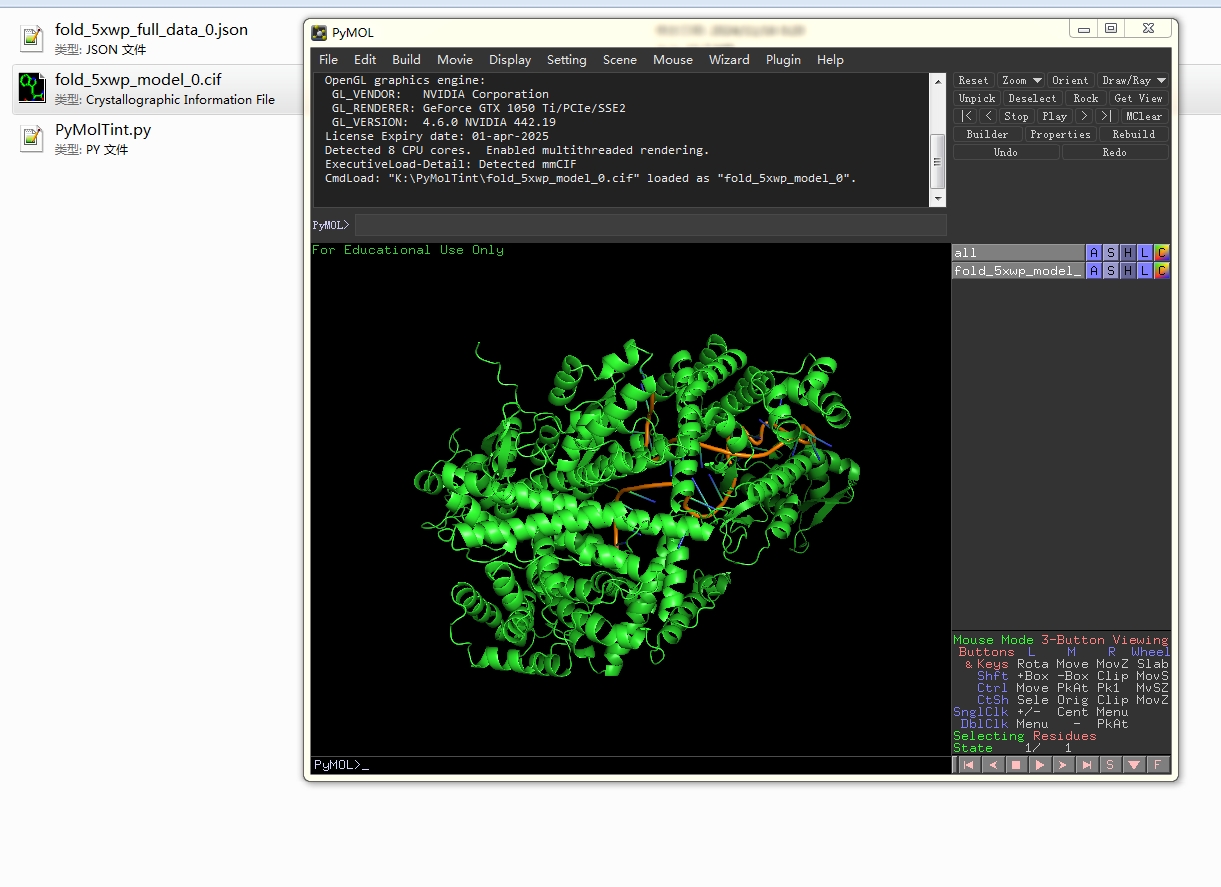 fold_5xwp_full_data_0.json
类型: JSON 文件
fold_5xwp_model_0.cif
类型: Crystallographic Information File
PyMolTint.py
类型: PY 文件
PyMOL
File Edit Build Movie Display Setting Scene Mouse Wizard Plugin Help
OpenGL graphics engine:
GL_VENDOR: NVIDIA Corporation
GL_RENDERER: GeForce GTX 1050 Ti/PCIe/SSE2
GL_VERSION: 4.6.0 NVIDIA 442.19
License Expiry date: 01-apr-2025
Detected 8 CPU cores. Enabled multithreaded rendering.
ExecutiveLoad-Detail: Detected mmCIF
CmdLoad: "K:\PyMolTint\fold_5xwp_model_0.cif" loaded as "fold_5xwp_model_0".
PyMOL>
Reset Zoom Orient Draw/Ray
Unpick Deselect Rock Get View
|< < Stop Play > >| MClear
Builder Properties Rebuild
Undo Redo
For Educational Use Only
all A S H L C
fold_5xwp_model_ A S H L C
Mouse Mode 3-Button Viewing
Buttons L M R Wheel
& Keys Rota Move MovZ Slab
Shft +Box -Box Clip MovS
Ctrl Move PkAt Pk1 MvSZ
CtSh Sele Orig Clip MovZ
SnglClk +/- Cent Menu
DblClk Menu - PkAt
Selecting Residues
State 1/ 1
PyMOL>_
S F